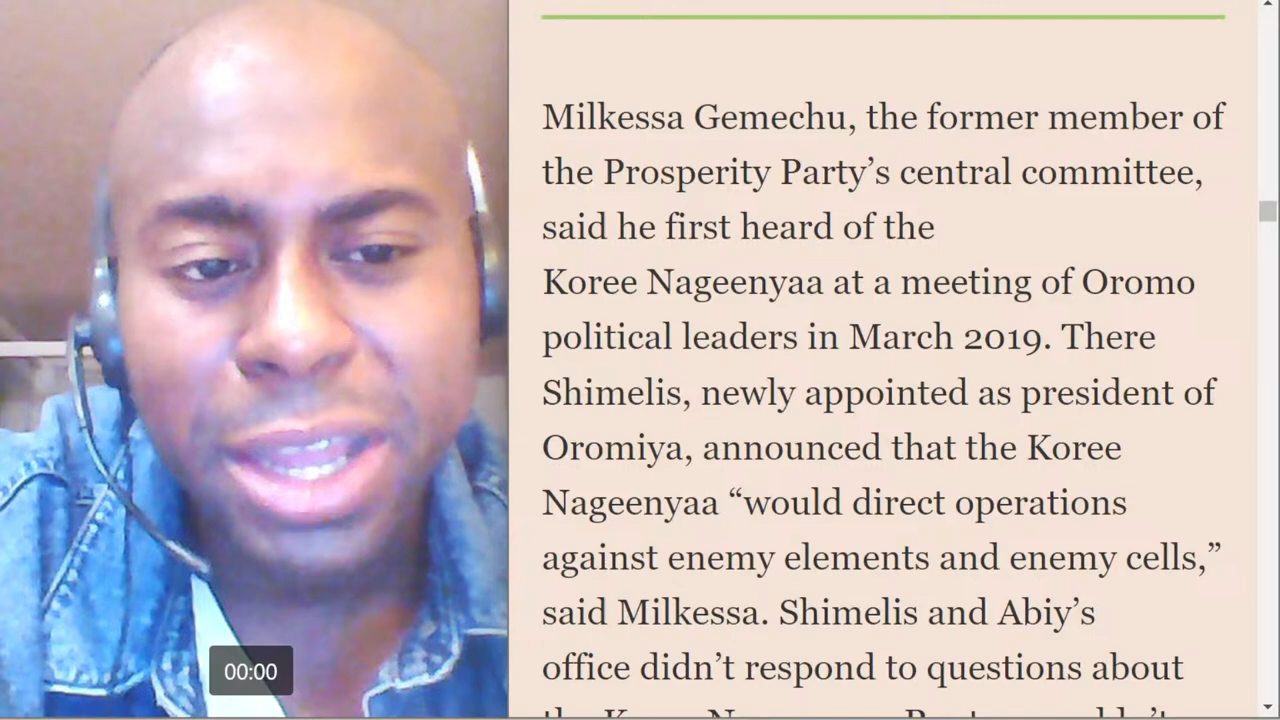 Milkessa Gemechu, the former member of
the Prosperity Party’s central committee,
said he first heard of the
Koree Nageenyaa at a meeting of Oromo
political leaders in March 2019. There
Shimelis, newly appointed as president of
Oromiya, announced that the Koree
Nageenyaa “would direct operations
against enemy elements and enemy cells,”
said Milkessa. Shimelis and Abiy’s
office didn’t respond to questions about
00:00